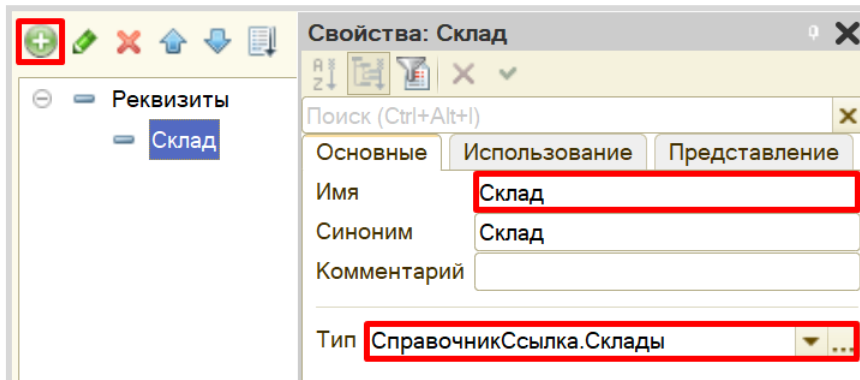 Свойства: Склад
Реквизиты
Склад
Поиск (Ctrl+Alt+I)
Основные Использование Представление
Имя Склад
Синоним Склад
Комментарий
Тип СправочникСсылка.Склады